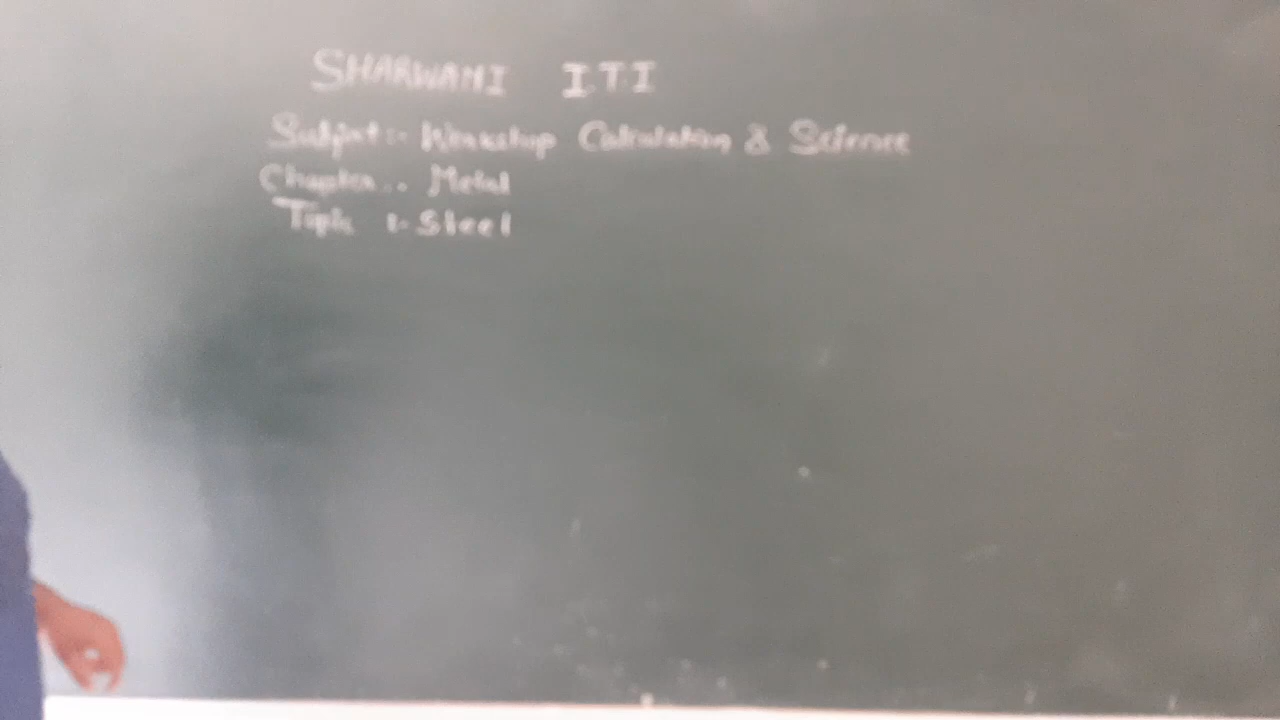 SHARWANI I.T.I
Subject:- Workshop Calculation & Science
Chapter :- Metal
Topic :- Steel